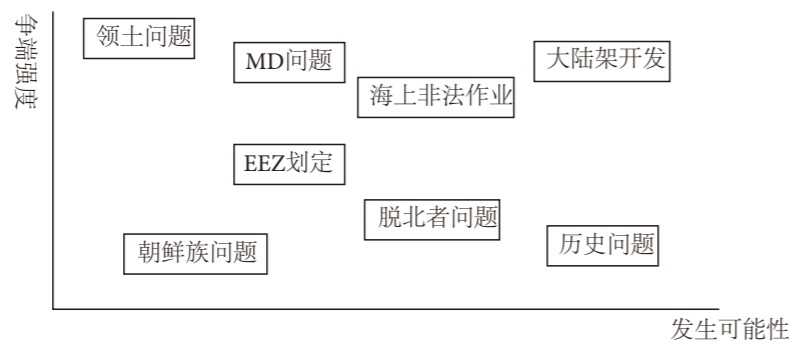 争端强度
领土问题
MD问题
大陆架开发
海上非法作业
EEZ划定
脱北者问题
朝鲜族问题
历史问题
发生可能性